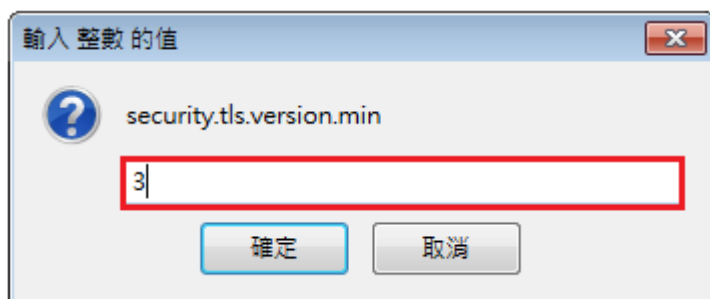 輸入 整數 的值
security.tls.version.min
3
確定
取消